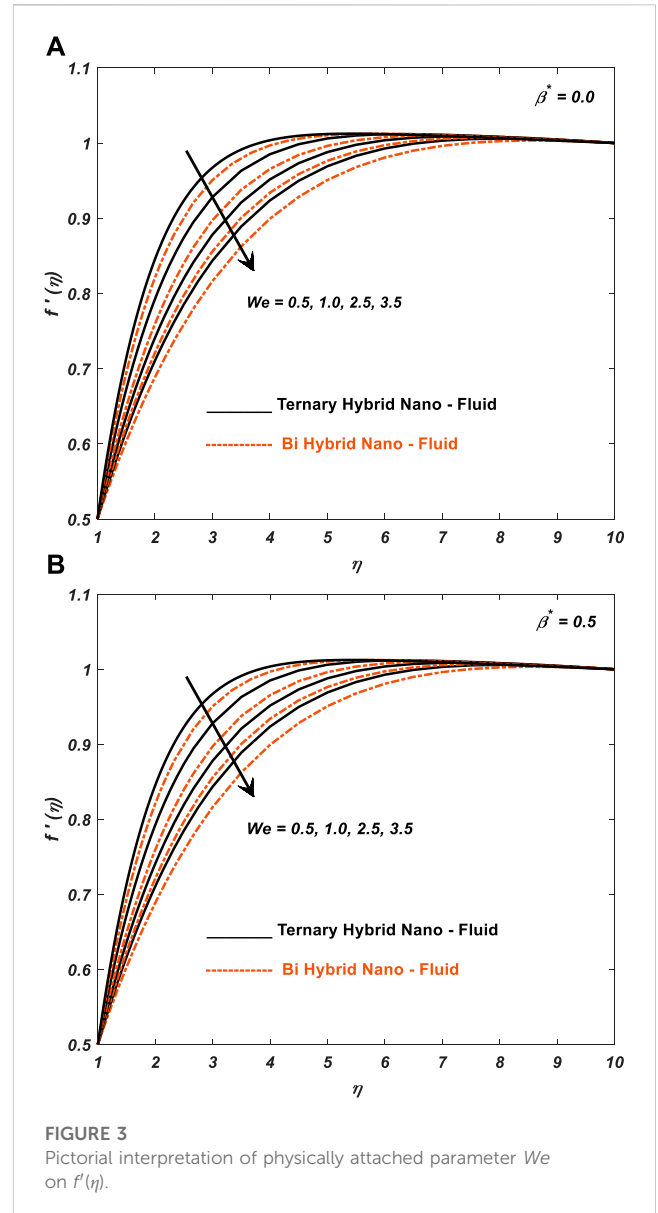 A
1.1
β* = 0.0
1
0.9
0.8
f ' (η)
We = 0.5, 1.0, 2.5, 3.5
0.7
Ternary Hybrid Nano - Fluid
0.6
Bi Hybrid Nano - Fluid
0.5
1 2 3 4 5 6 7 8 9 10
η
B
1.1
β* = 0.5
1
0.9
0.8
f ' (η)
We = 0.5, 1.0, 2.5, 3.5
0.7
Ternary Hybrid Nano - Fluid
0.6
Bi Hybrid Nano - Fluid
0.5
1 2 3 4 5 6 7 8 9 10
η
FIGURE 3
Pictorial interpretation of physically attached parameter We
on f′(η).